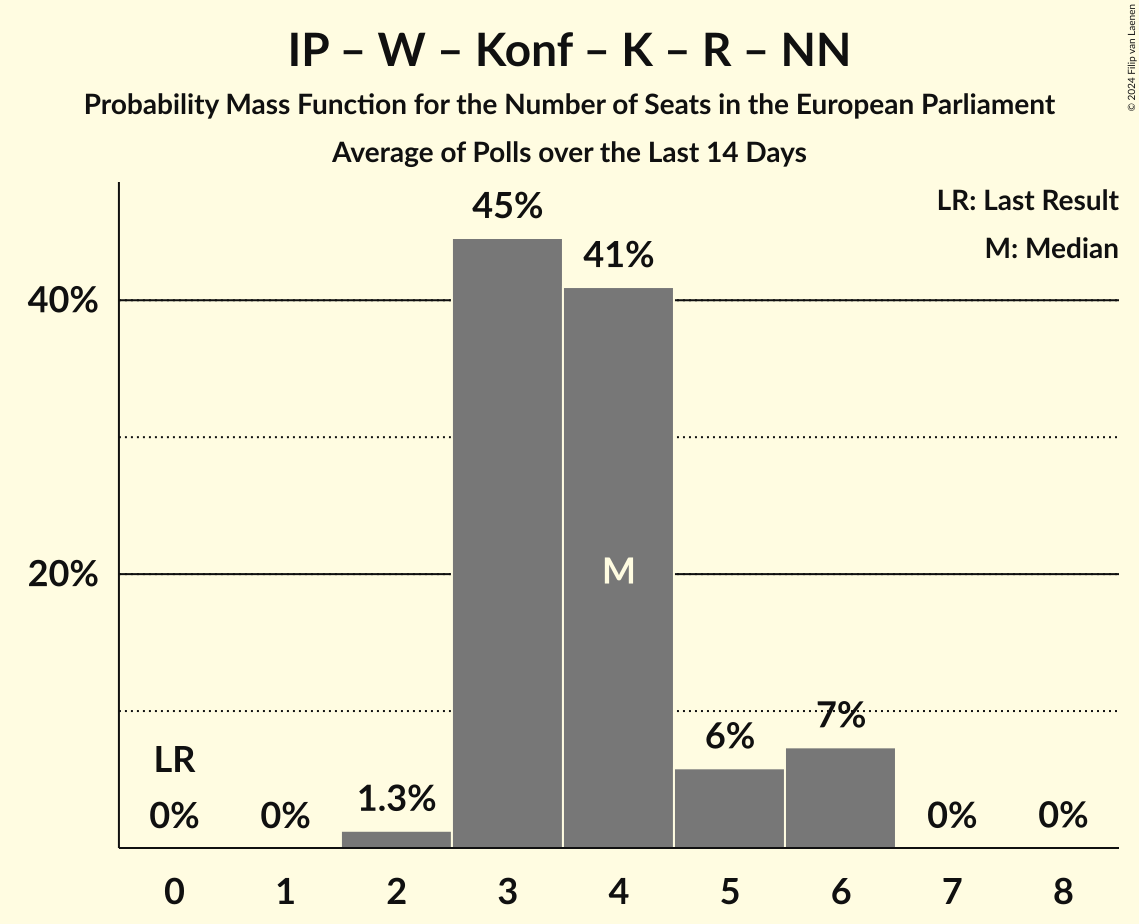 IP – W – Konf – K – R – NN
Probability Mass Function for the Number of Seats in the European Parliament
Average of Polls over the Last 14 Days
© 2024 Filip van Laenen
LR: Last Result
M: Median
45%
41%
40%
20%
M
7%
6%
LR
1.3%
0% 0% 0% 0%
0 1 2 3 4 5 6 7 8